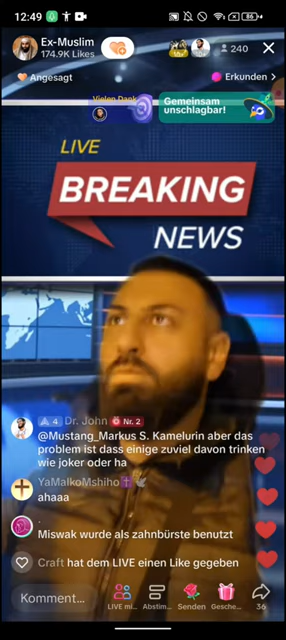 12:49
86
Ex-Muslim
174.9K Likes
240
Angesagt
Erkunden >
Vielen Dank
Gemeinsam
unschlagbar!
LIVE
BREAKING
NEWS
4 Dr. John Nr. 2
@Mustang_Markus S. Kamelurin aber das
problem ist dass einige zuviel davon trinken
wie joker oder ha
YaMalkoMshiho
ahaaa
.
Miswak wurde als zahnbürste benutzt
Craft hat dem LIVE einen Like gegeben
Komment...
LIVE mi...
Abstim...
Senden
Gesche...
36